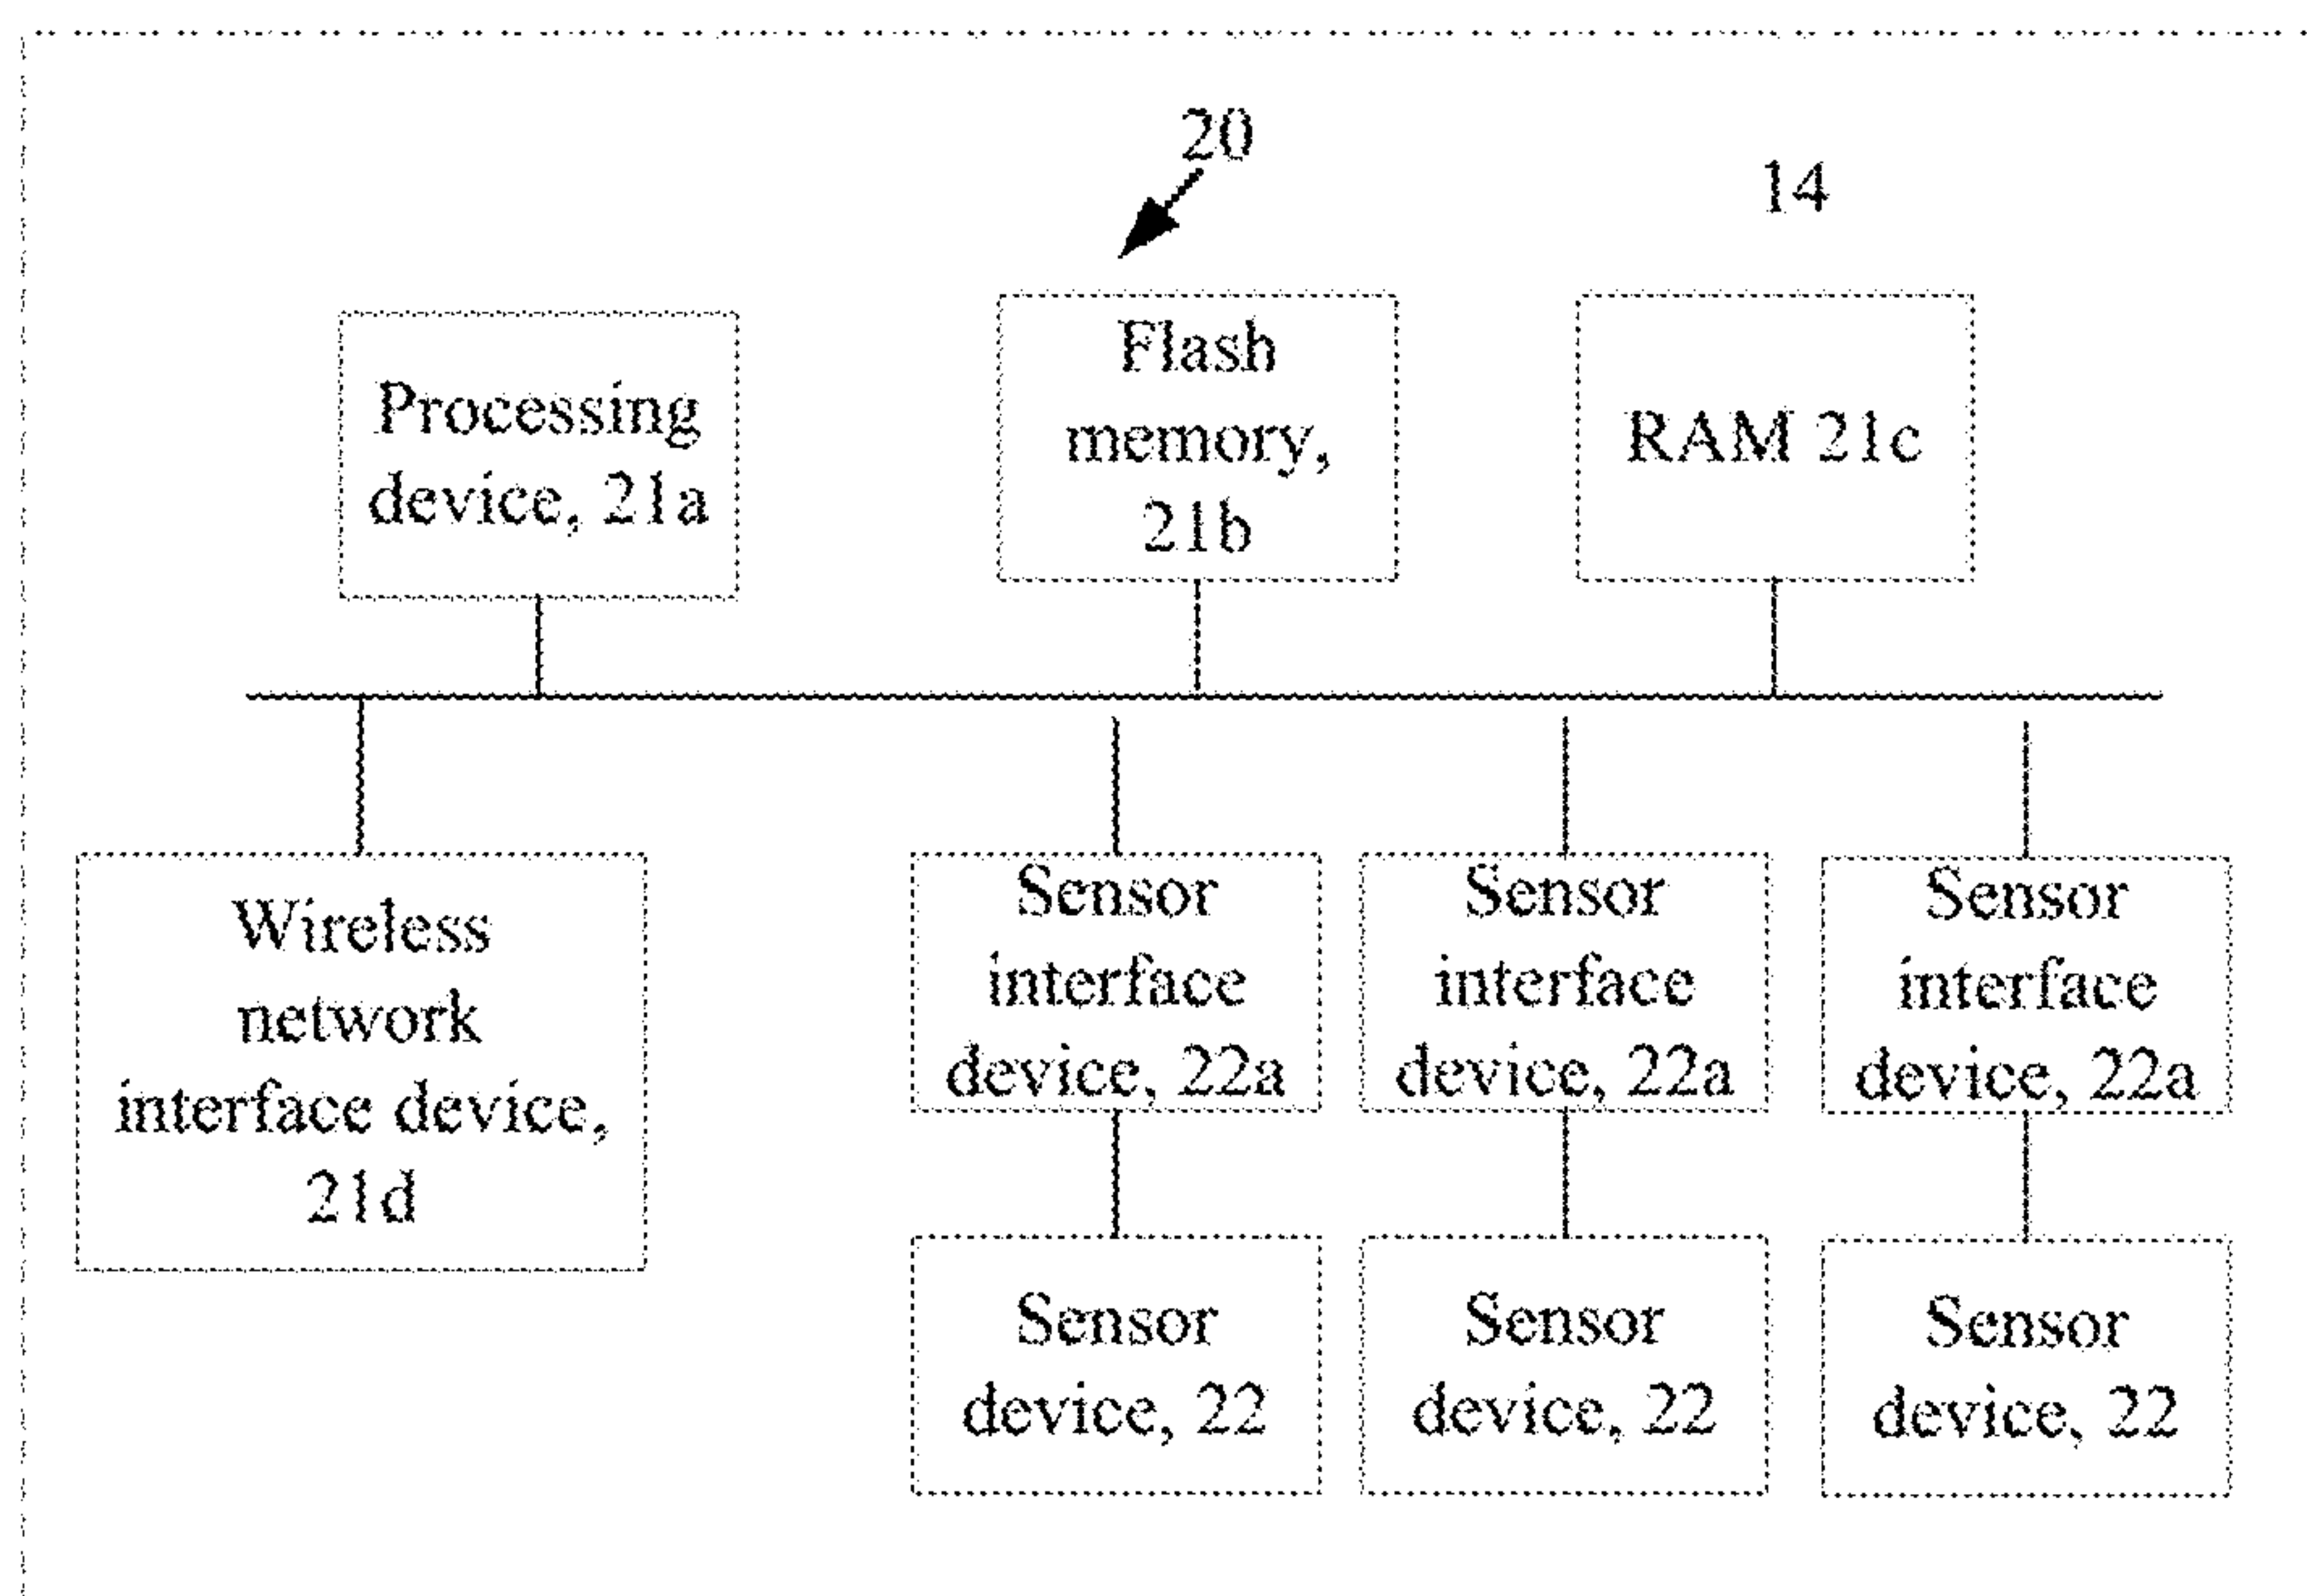 20
14
Processing
device, 21a
Flash
memory,
21b
RAM 21c
Wireless
network
interface device,
21d
Sensor
interface
device, 22a
Sensor
interface
device, 22a
Sensor
interface
device, 22a
Sensor
device, 22
Sensor
device, 22
Sensor
device, 22